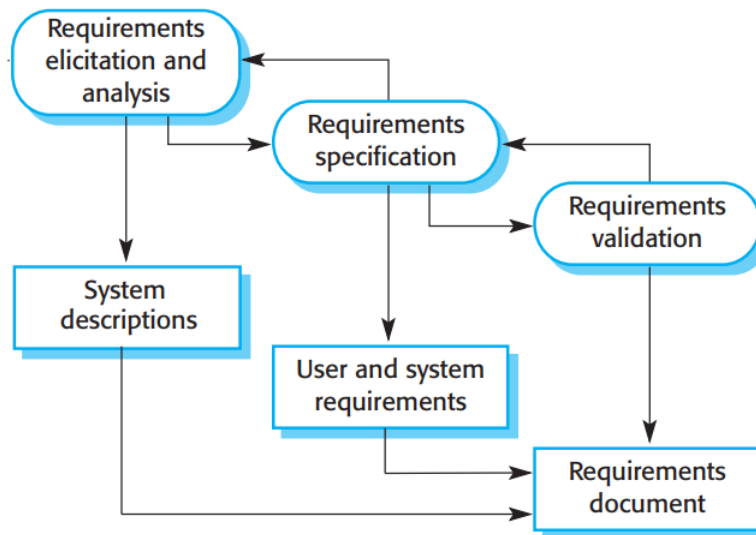 Requirements
elicitation and
analysis
Requirements
specification
Requirements
validation
System
descriptions
User and system
requirements
Requirements
document